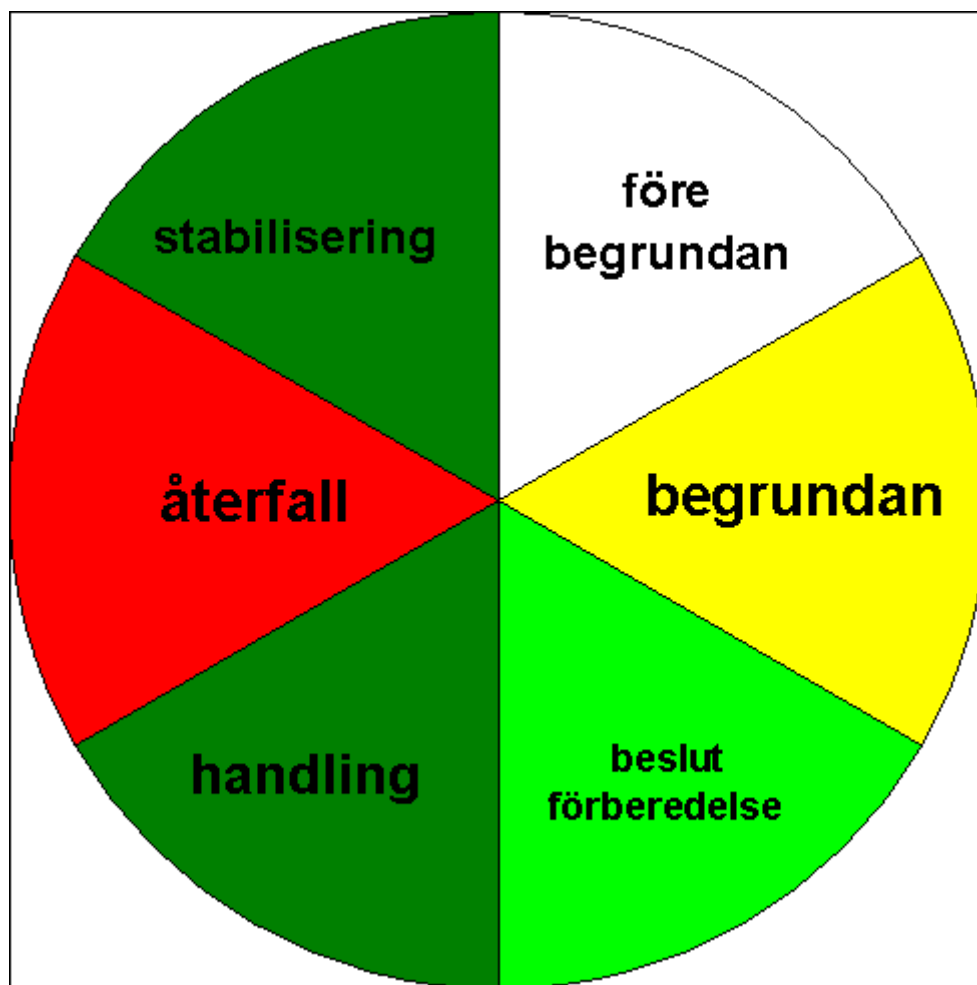 före
begrundan
begrundan
beslut
förberedelse
handling
återfall
stabilisering